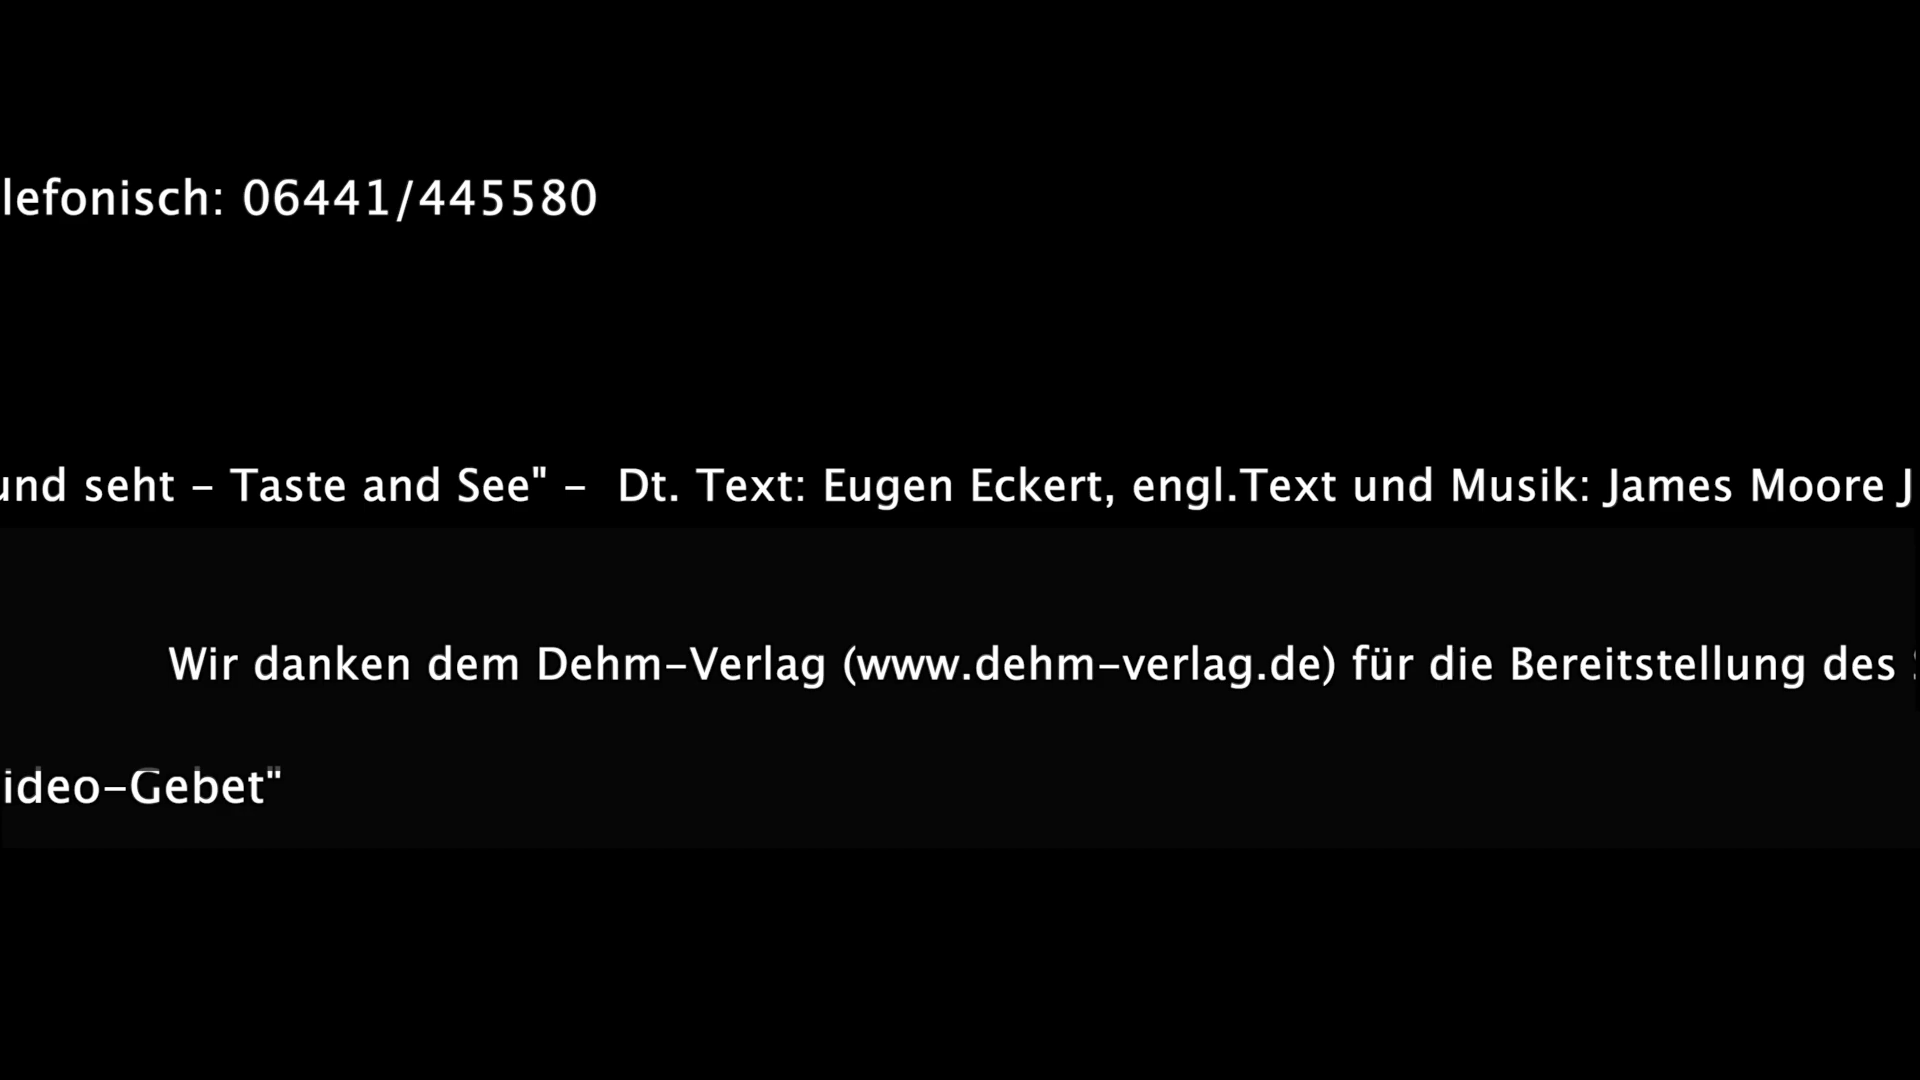 lefonisch: 06441/445580
und seht - Taste and See" - Dt. Text: Eugen Eckert, engl.Text und Musik: James Moore J
Wir danken dem Dehm-Verlag (www.dehm-verlag.de) für die Bereitstellung des
ideo-Gebet"